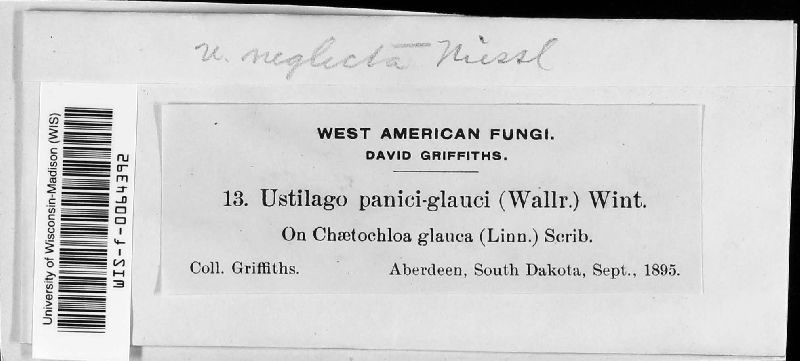 u. neglecta Niessl
WEST AMERICAN FUNGI.
DAVID GRIFFITHS.
13. Ustilago panici-glauci (Wallr.) Wint.
On Chætochloa glauca (Linn.) Scrib.
Coll. Griffiths. Aberdeen, South Dakota, Sept., 1895.
University of Wisconsin-Madison (WIS)
WIS-f-0064392